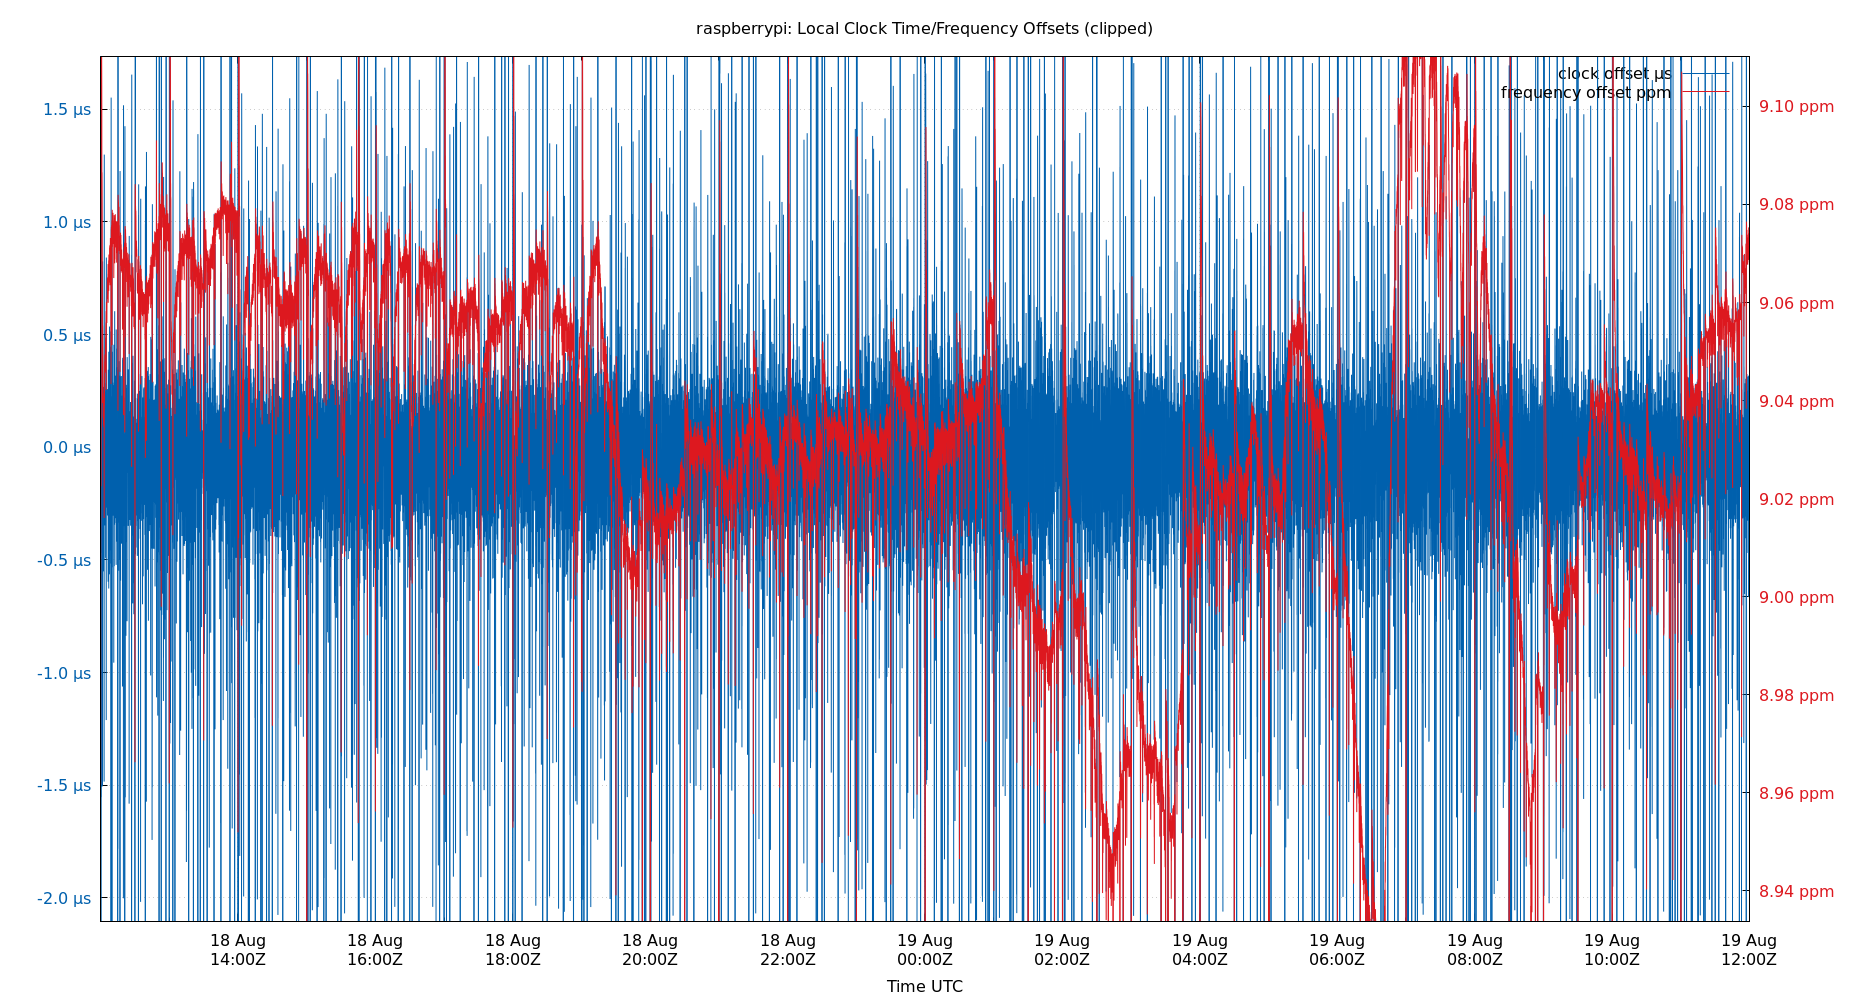 raspberrypi: Local Clock Time/Frequency Offsets (clipped)
clock offset µs
frequency offset ppm
1.5 µs
1.0 µs
0.5 µs
0.0 µs
-0.5 µs
-1.0 µs
-1.5 µs
-2.0 µs
9.10 ppm
9.08 ppm
9.06 ppm
9.04 ppm
9.02 ppm
9.00 ppm
8.98 ppm
8.96 ppm
8.94 ppm
18 Aug 18 Aug 18 Aug 18 Aug 18 Aug 19 Aug 19 Aug 19 Aug 19 Aug 19 Aug 19 Aug 19 Aug
14:00Z 16:00Z 18:00Z 20:00Z 22:00Z 00:00Z 02:00Z 04:00Z 06:00Z 08:00Z 10:00Z 12:00Z
Time UTC